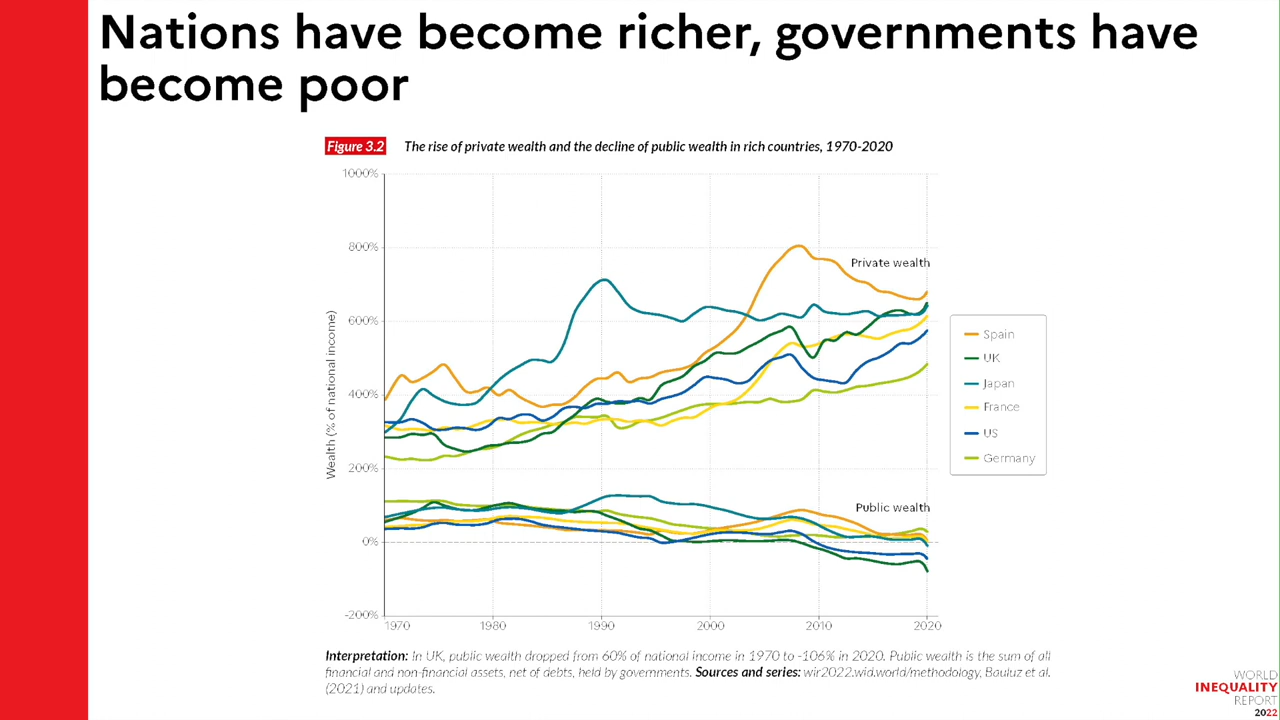 Nations have become richer, governments have
become poor
Figure 3.2 The rise of private wealth and the decline of public wealth in rich countries, 1970-2020
1000%
800%
600%
400%
200%
0%
-200%
Wealth (% of national income)
Private wealth
Public wealth
1970 1980 1990 2000 2010 2020
Spain
UK
Japan
France
US
Germany
Interpretation: In UK, public wealth dropped from 60% of national income in 1970 to -106% in 2020. Public wealth is the sum of all
financial and non-financial assets, net of debts, held by governments. Sources and series: wir2022.wid.world/methodology, Bauluz et al.
(2021) and updates.
WORLD
INEQUALITY
REPORT
2022